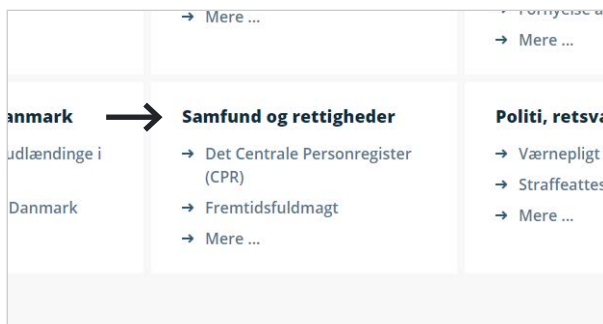 → Mere ...
→ Mere ...
anmark
udlændinge i
Danmark
Samfund og rettigheder
→ Det Centrale Personregister
(CPR)
→ Fremtidsfuldmagt
→ Mere ...
Politi, retsva
→ Værnepligt
→ Straffeattes
→ Mere ...